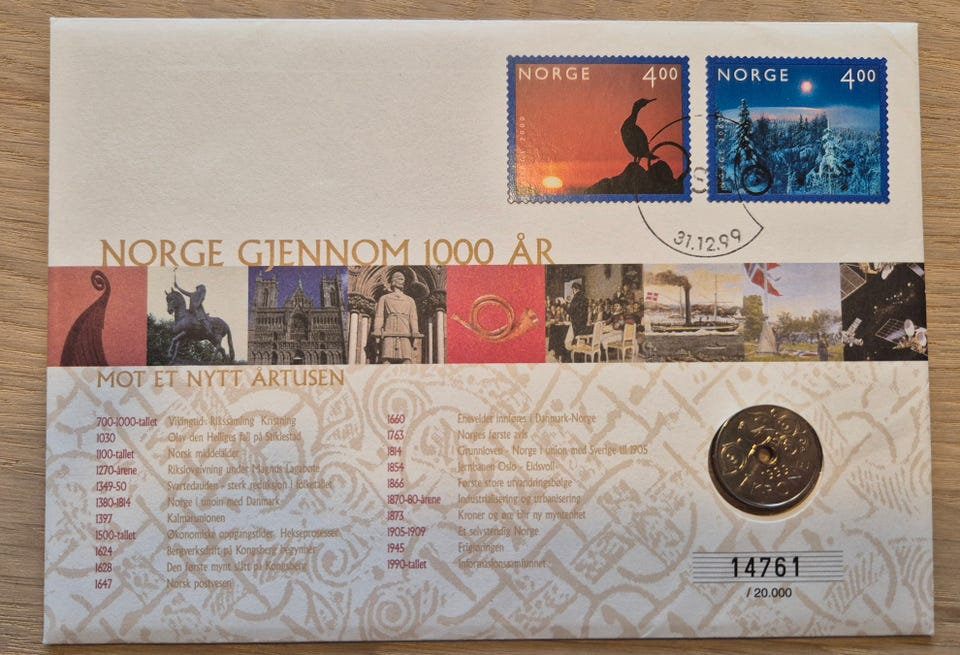 NORGE 4.00
NORGE 4.00
31.12.99
NORGE GJENNOM 1000 ÅR
MOT ET NYTT ÅRTUSEN
700-1000-tallet Vikingtid Rikssamling Kristning
1030 Olav den Helliges fall på Stiklestad
1100-tallet Norsk middelalder
1270-årene Rikslovgivning under Magnus Lagabøte
1349-50 Svartedauden - sterk reduksjon i folketallet
1380-1814 Norge i unoin med Danmark
1397 Kalmarunionen
1500-tallet Økonomiske oppgangstider Hekseprosesser
1624 Bergverksdrift på Kongsberg begynner
1628 Den første mynt slått på Kongsberg
1647 Norsk postvesen
1660 Enevelder innføres i Danmark-Norge
1763 Norges første avis
1814 Grunnloven - Norge i union med Sverige til 1905
1854 Jernbanen Oslo - Eidsvoll
1866 Første store utvandringsbølge
1870-80-årene Industrialisering og urbanisering
1873 Kroner og øre blir ny myntenhet
1905-1909 Et selvstendig Norge
1945 Frigjøringen
1990-tallet Informasjonssamfunnet
14761
/ 20.000